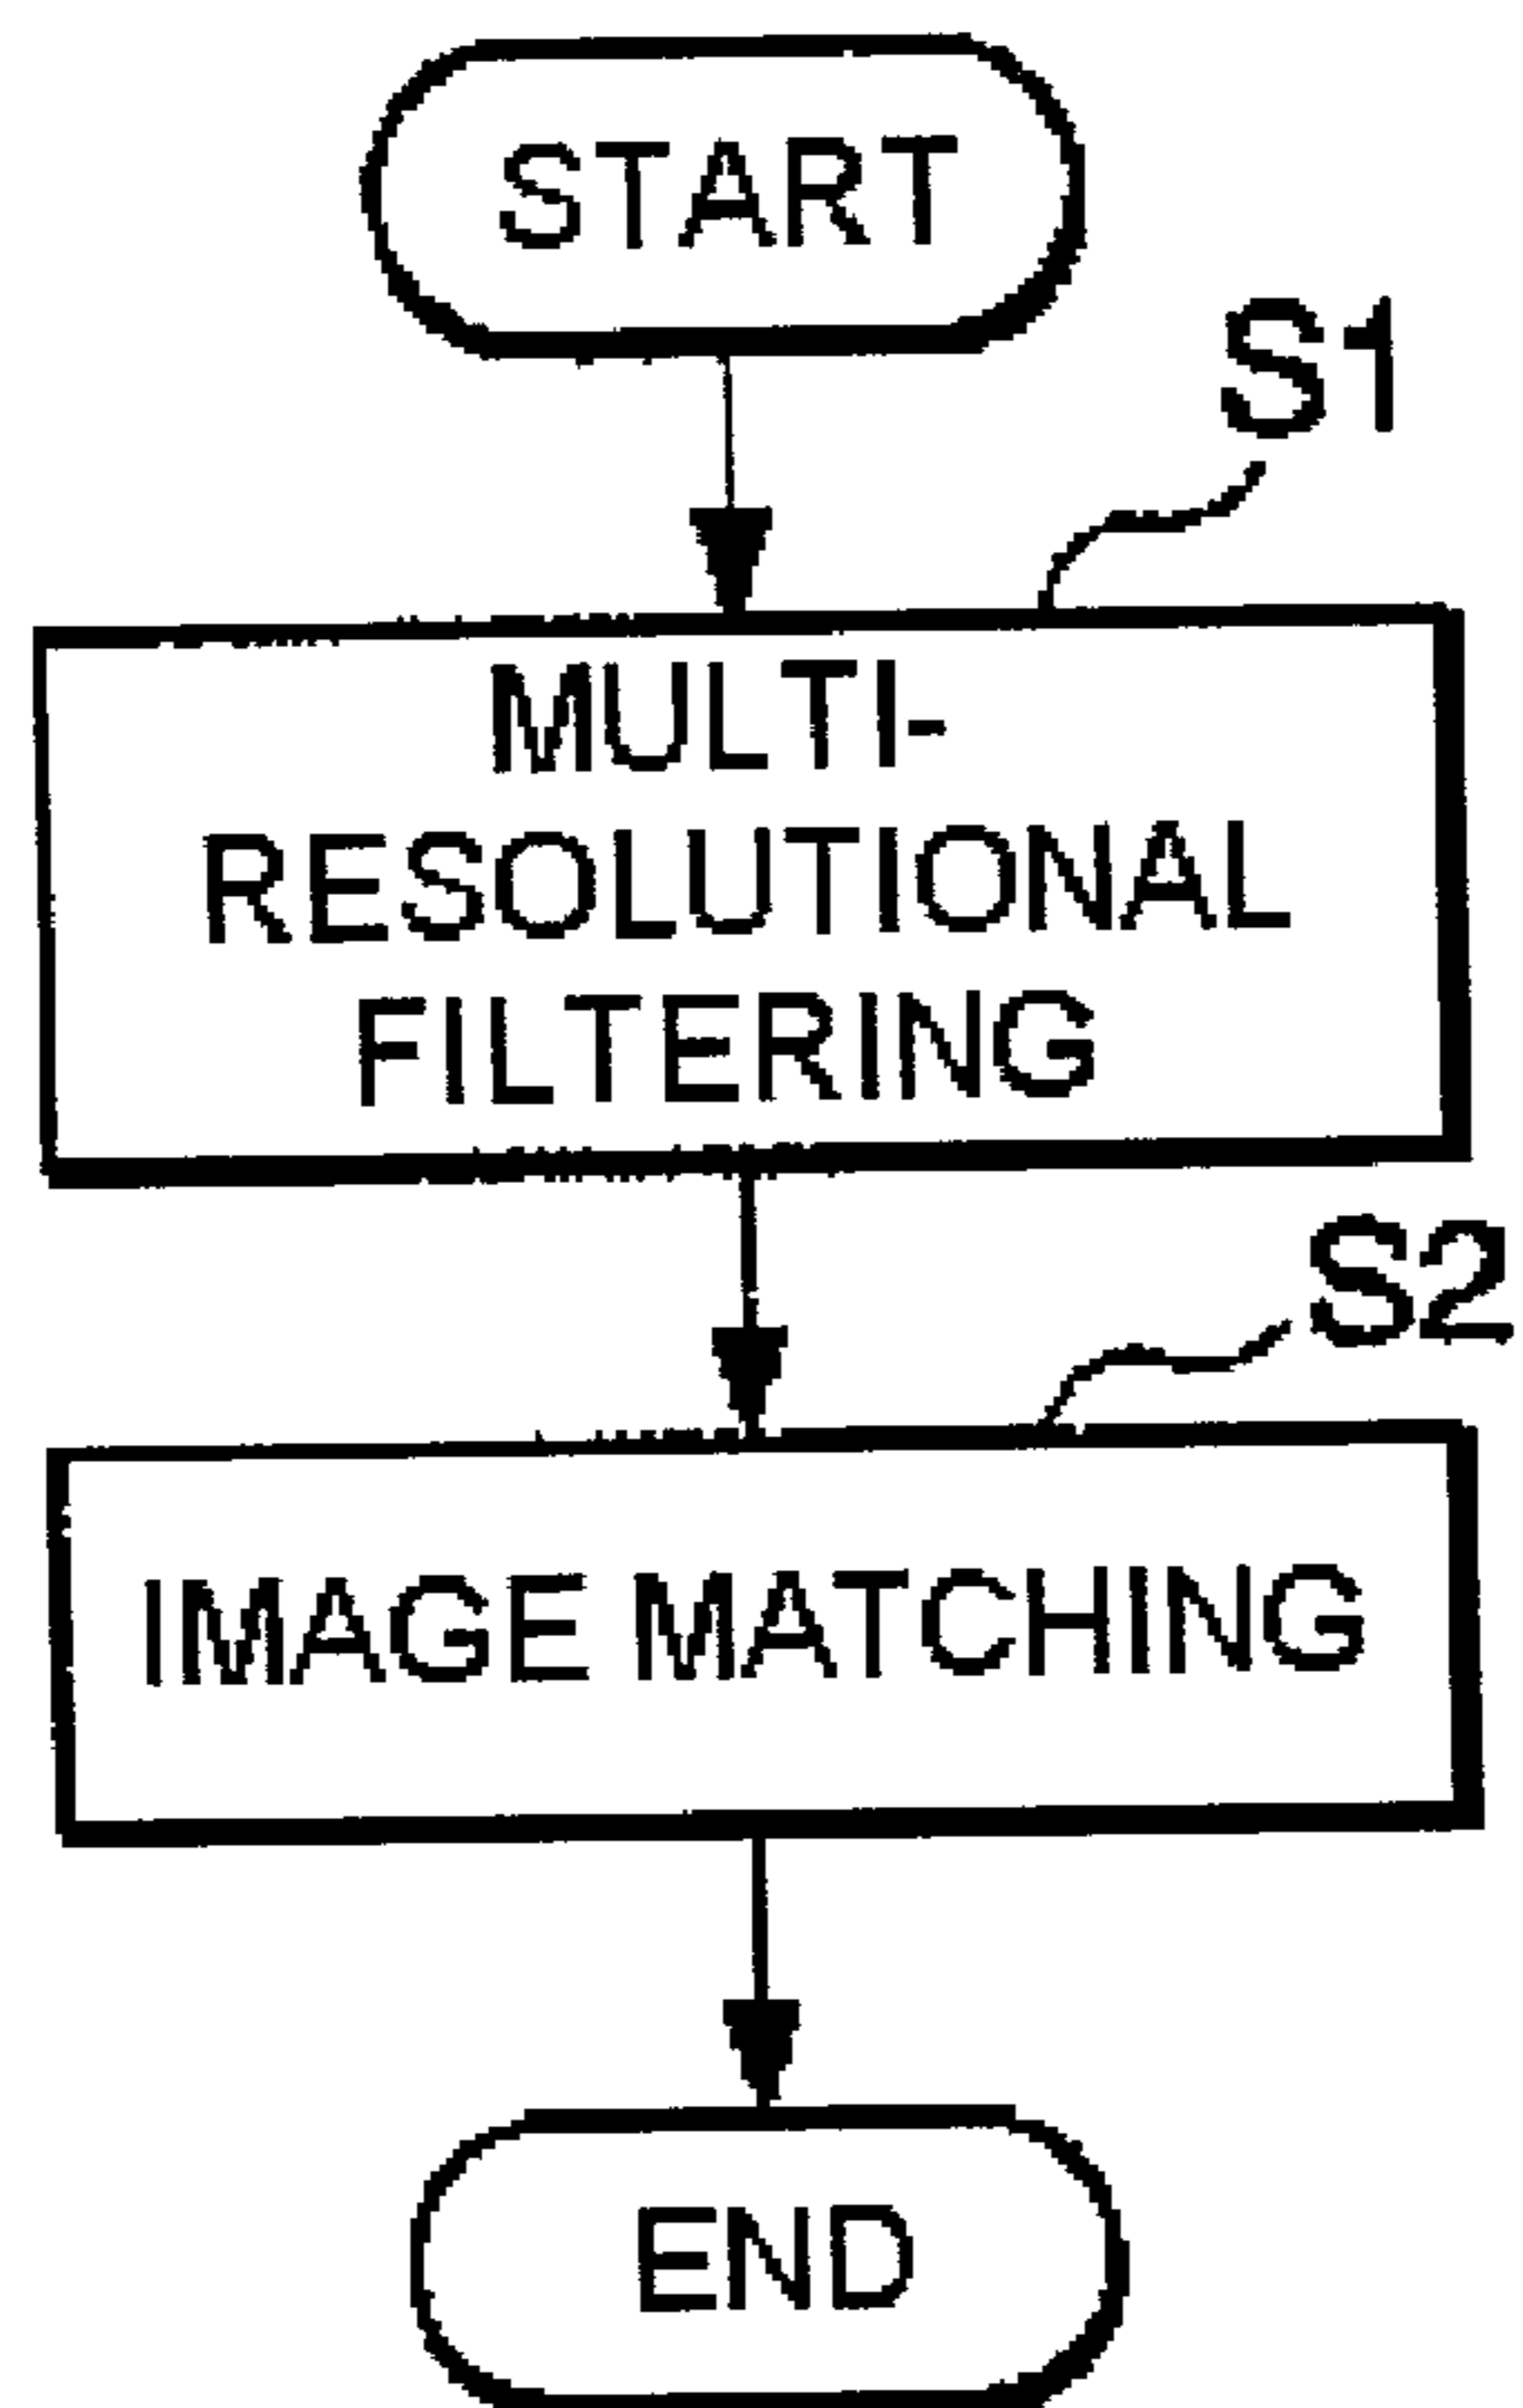 START
S1
MULTI-
RESOLUTIONAL
FILTERING
S2
IMAGE MATCHING
END